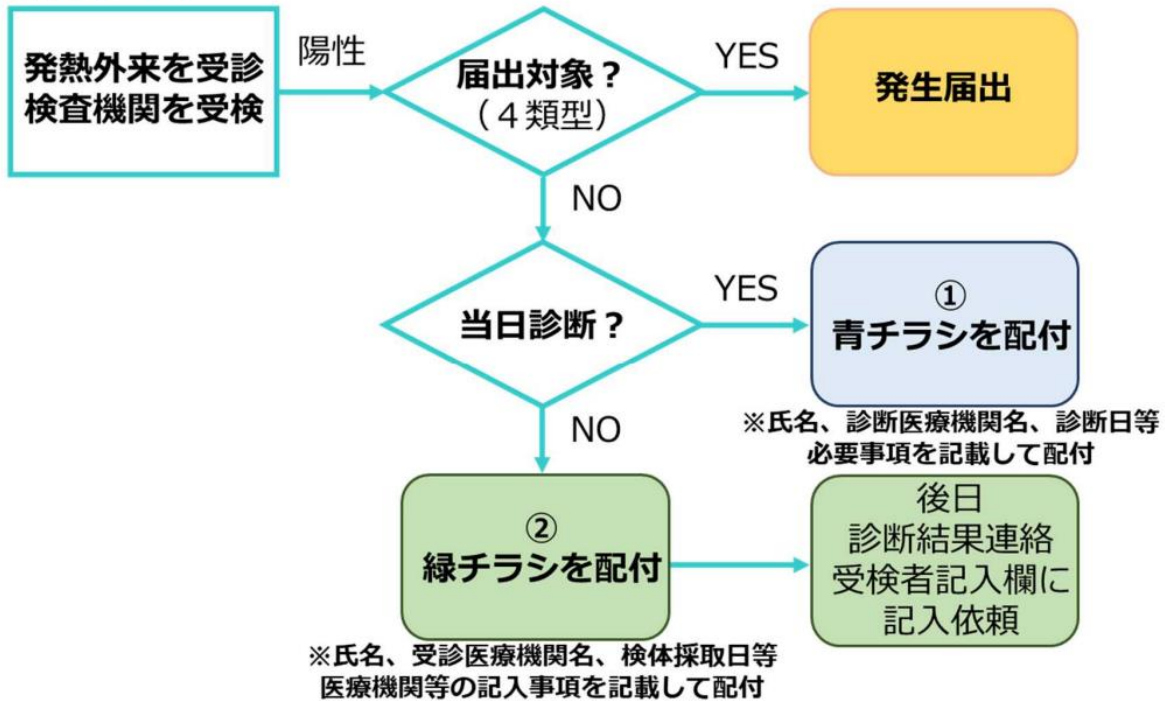 発熱外来を受診
検査機関を受検
陽性
届出対象？
（４類型）
YES
発生届出
NO
当日診断？
YES
①
青チラシを配付
※氏名、診断医療機関名、診断日等
必要事項を記載して配付
NO
②
緑チラシを配付
※氏名、受診医療機関名、検体採取日等
医療機関等の記入事項を記載して配付
後日
診断結果連絡
受検者記入欄に
記入依頼